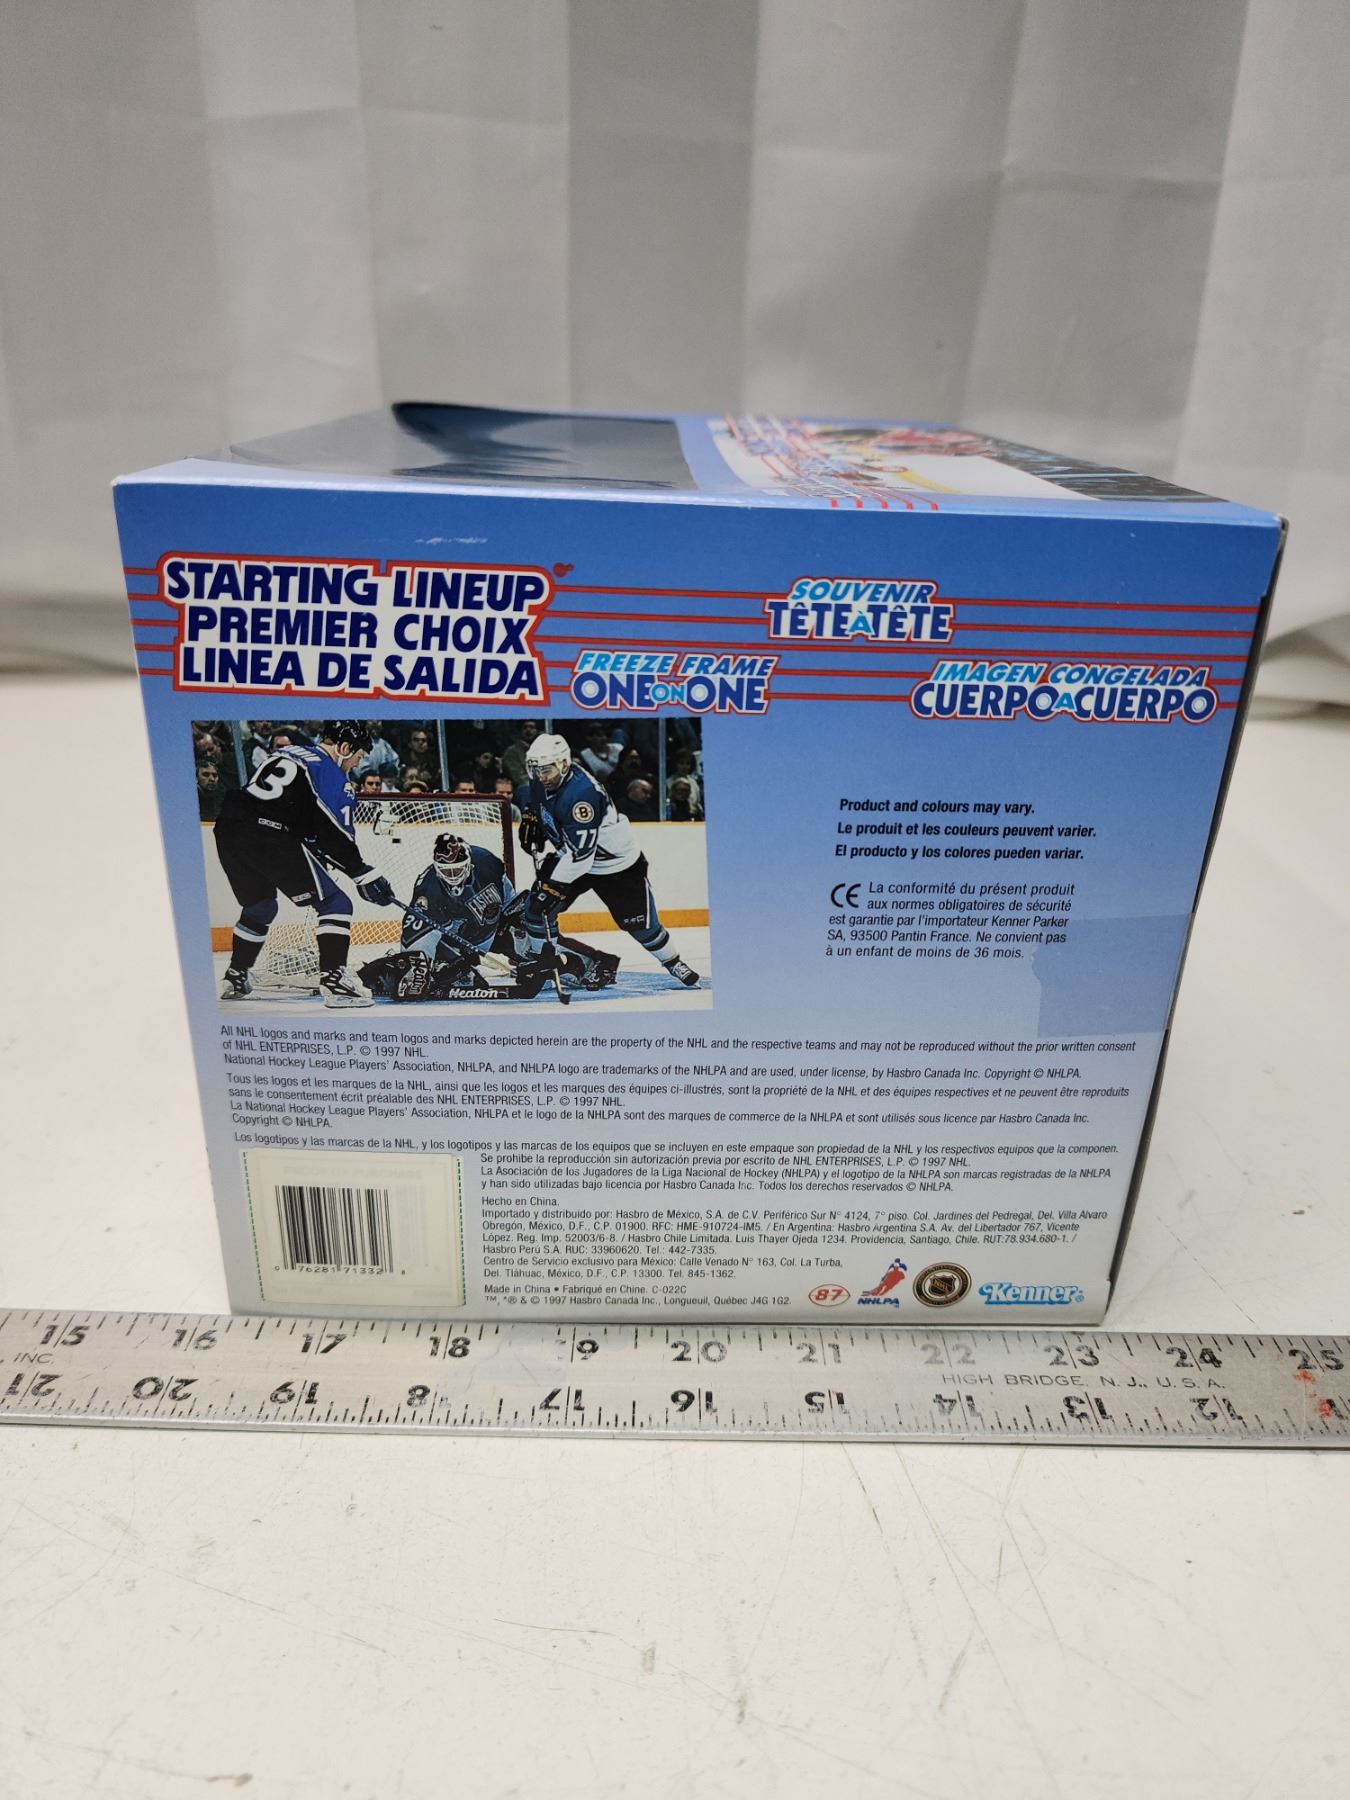 STARTING LINEUP
PREMIER CHOIX
LINEA DE SALIDA
FREEZE FRAME
ONE ON ONE
SOUVENIR
TÊTE À TÊTE
IMAGEN CONGELADA
CUERPO A CUERPO
13
1
30
EASTERN
B
77
CCM
Heaton
Product and colours may vary.
Le produit et les couleurs peuvent varier.
El producto y los colores pueden variar.
CE La conformité du présent produit
aux normes obligatoires de sécurité
est garantie par l'importateur Kenner Parker
SA, 93500 Pantin France. Ne convient pas
à un enfant de moins de 36 mois.
All NHL logos and marks and team logos and marks depicted herein are the property of the NHL and the respective teams and may not be reproduced without the prior written consent
of NHL ENTERPRISES, L.P. © 1997 NHL.
National Hockey League Players' Association, NHLPA, and NHLPA logo are trademarks of the NHLPA and are used, under license, by Hasbro Canada Inc. Copyright © NHLPA.
Tous les logos et les marques de la NHL, ainsi que les logos et les marques des équipes ci-illustrés, sont la propriété de la NHL et des équipes respectives et ne peuvent être reproduits
sans le consentement écrit préalable des NHL ENTERPRISES, L.P. © 1997 NHL.
La National Hockey League Players' Association, NHLPA et le logo de la NHLPA sont des marques de commerce de la NHLPA et sont utilisés sous licence par Hasbro Canada Inc.
Copyright © NHLPA.
Los logotipos y las marcas de la NHL, y los logotipos y las marcas de los equipos que se incluyen en este empaque son propiedad de la NHL y los respectivos equipos que la componen.
Se prohibe la reproducción sin autorización previa por escrito de NHL ENTERPRISES, L.P. © 1997 NHL.
La Asociación de los Jugadores de la Liga Nacional de Hockey (NHLPA) y el logotipo de la NHLPA son marcas registradas de la NHLPA
y han sido utilizadas bajo licencia por Hasbro Canada Inc. Todos los derechos reservados © NHLPA.
Hecho en China.
Importado y distribuido por: Hasbro de México, S.A. de C.V. Periférico Sur N° 4124, 7° piso. Col. Jardines del Pedregal, Del. Villa Alvaro
Obregón, México, D.F., C.P. 01900. RFC: HME-910724-IM5. / En Argentina: Hasbro Argentina S.A. Av. del Libertador 767, Vicente
López. Reg. Imp. 52003/6-8. / Hasbro Chile Limitada. Luis Thayer Ojeda 1234. Providencia, Santiago, Chile. RUT:78.934.680-1. /
Hasbro Perú S.A. RUC: 33960620. Tel.: 442-7335.
Centro de Servicio exclusivo para México: Calle Venado N° 163, Col. La Turba,
Del. Tláhuac, México, D.F., C.P. 13300. Tel. 845-1362.
Made in China • Fabriqué en Chine. C-022C
™, *® & © 1997 Hasbro Canada Inc., Longueuil, Québec J4G 1G2.
0 76281 71332 8
87
NHLPA
NHL
Kenner
15 16 17 18 19 20 21 22 23 24 25
INC.
HIGH BRIDGE, N. J., U. S. A.
21 20 19 18 17 16 15 14 13 12